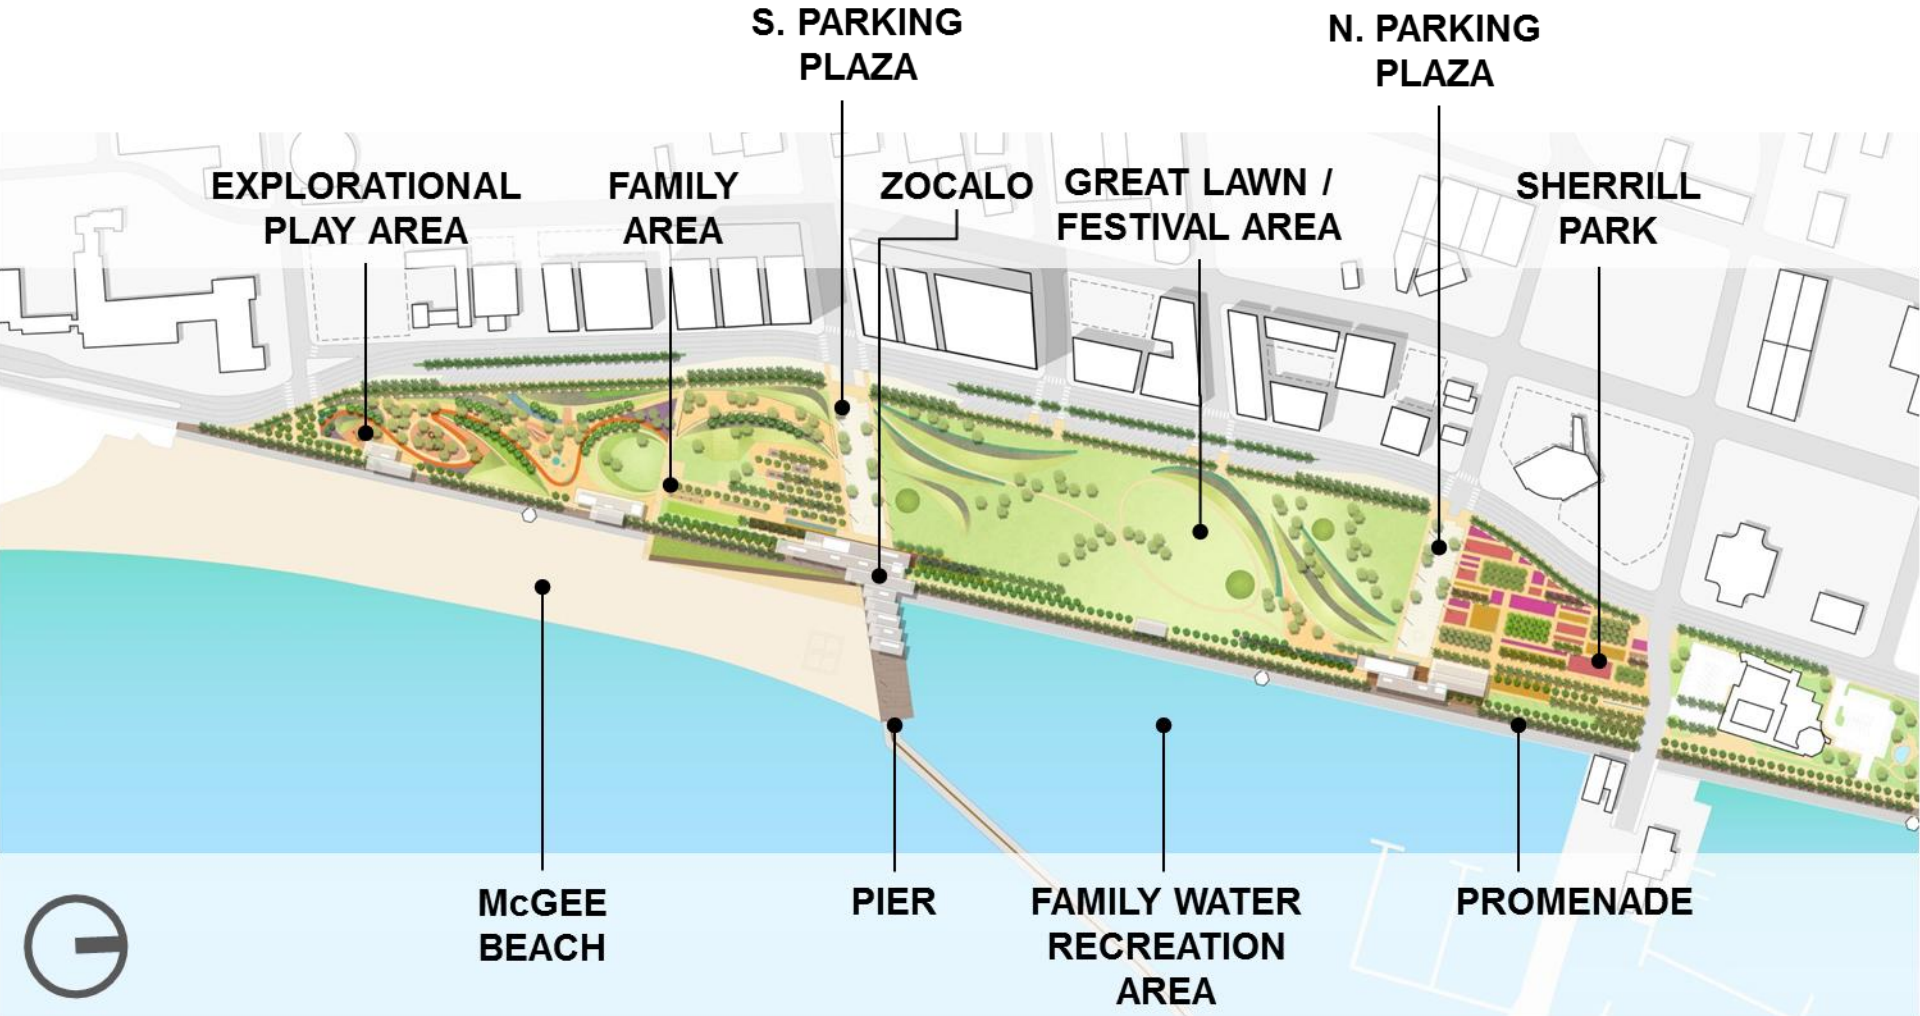 S. PARKING
PLAZA
N. PARKING
PLAZA
EXPLORATIONAL
PLAY AREA
FAMILY
AREA
ZOCALO
GREAT LAWN /
FESTIVAL AREA
SHERRILL
PARK
McGEE
BEACH
PIER
FAMILY WATER
RECREATION
AREA
PROMENADE